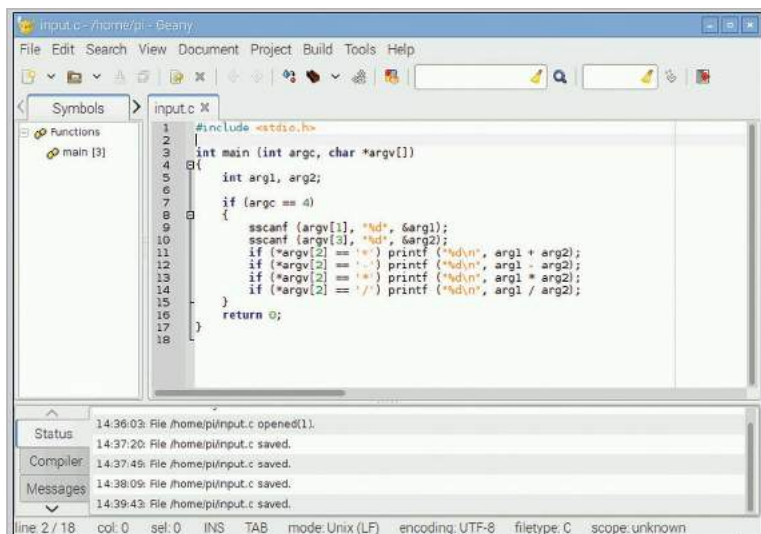 input.c - /home/pi - Geany
File Edit Search View Document Project Build Tools Help
Symbols
input.c
Functions
main [3]
1 #include <stdio.h>
2
3 int main (int argc, char *argv[])
4 {
5 int arg1, arg2;
6
7 if (argc == 4)
8 {
9 sscanf (argv[1], "%d", &arg1);
10 sscanf (argv[3], "%d", &arg2);
11 if (*argv[2] == '+') printf ("%d\n", arg1 + arg2);
12 if (*argv[2] == '-') printf ("%d\n", arg1 - arg2);
13 if (*argv[2] == '*') printf ("%d\n", arg1 * arg2);
14 if (*argv[2] == '/') printf ("%d\n", arg1 / arg2);
15 }
16 return 0;
17 }
18
Status
Compiler
Messages
14:36:03: File /home/pi/input.c opened(1).
14:37:20: File /home/pi/input.c saved.
14:37:49: File /home/pi/input.c saved.
14:38:09: File /home/pi/input.c saved.
14:39:43: File /home/pi/input.c saved.
line: 2 / 18 col: 0 sel: 0 INS TAB mode: Unix (LF) encoding: UTF-8 filetype: C scope: unknown